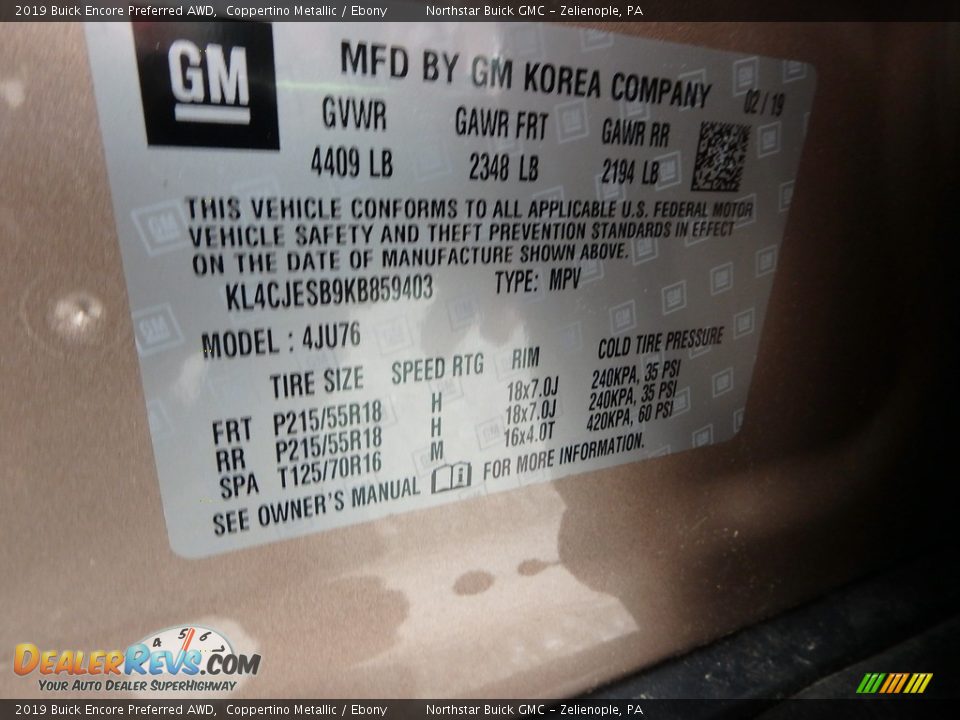 2019 Buick Encore Preferred AWD, Coppertino Metallic / Ebony Northstar Buick GMC - Zelienople, PA
GM
MFD BY GM KOREA COMPANY
02 / 19
GVWR GAWR FRT GAWR RR
4409 LB 2348 LB 2194 LB
THIS VEHICLE CONFORMS TO ALL APPLICABLE U.S. FEDERAL MOTOR
VEHICLE SAFETY AND THEFT PREVENTION STANDARDS IN EFFECT
ON THE DATE OF MANUFACTURE SHOWN ABOVE.
KL4CJESB9KB859403 TYPE: MPV
MODEL : 4JU76
TIRE SIZE SPEED RTG RIM COLD TIRE PRESSURE
FRT P215/55R18 H 18x7.0J 240KPA, 35 PSI
RR P215/55R18 H 18x7.0J 240KPA, 35 PSI
SPA T125/70R16 M 16x4.0T 420KPA, 60 PSI
SEE OWNER'S MANUAL i FOR MORE INFORMATION.
4 5 6
DEALERREVS.COM
YOUR AUTO DEALER SUPERHIGHWAY
2019 Buick Encore Preferred AWD, Coppertino Metallic / Ebony Northstar Buick GMC - Zelienople, PA